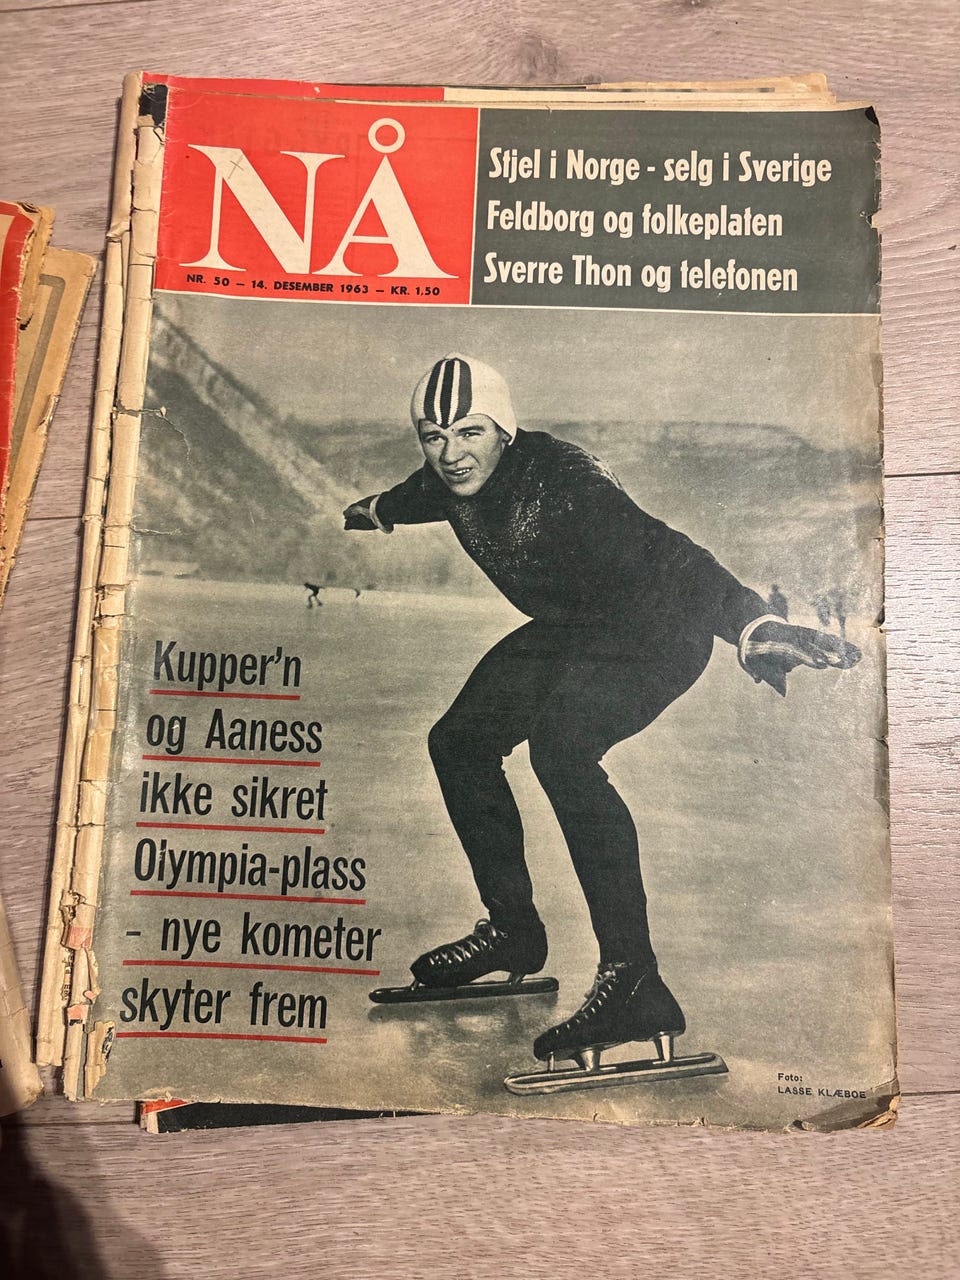 NÅ
NR. 50 — 14. DESEMBER 1963 — KR. 1,50
Stjel i Norge - selg i Sverige
Feldborg og folkeplaten
Sverre Thon og telefonen
Kupper'n
og Aaness
ikke sikret
Olympia-plass
- nye kometer
skyter frem
Foto:
LASSE KLÆBOE